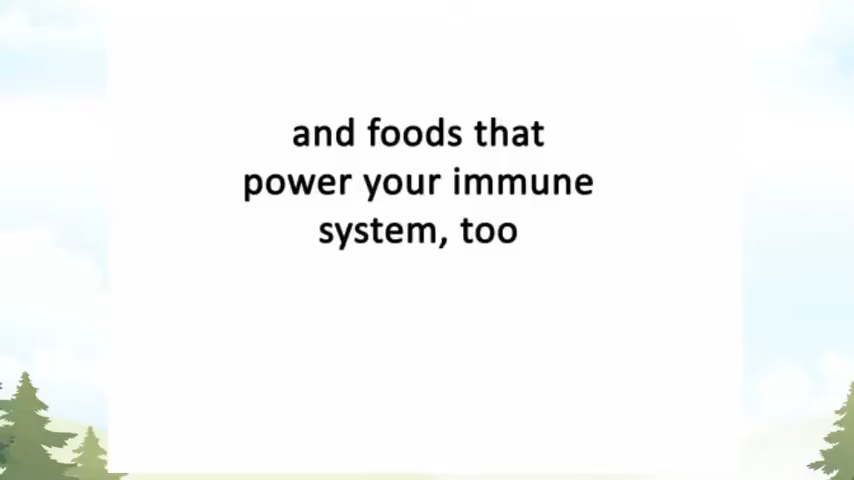 and foods that
power your immune
system, too